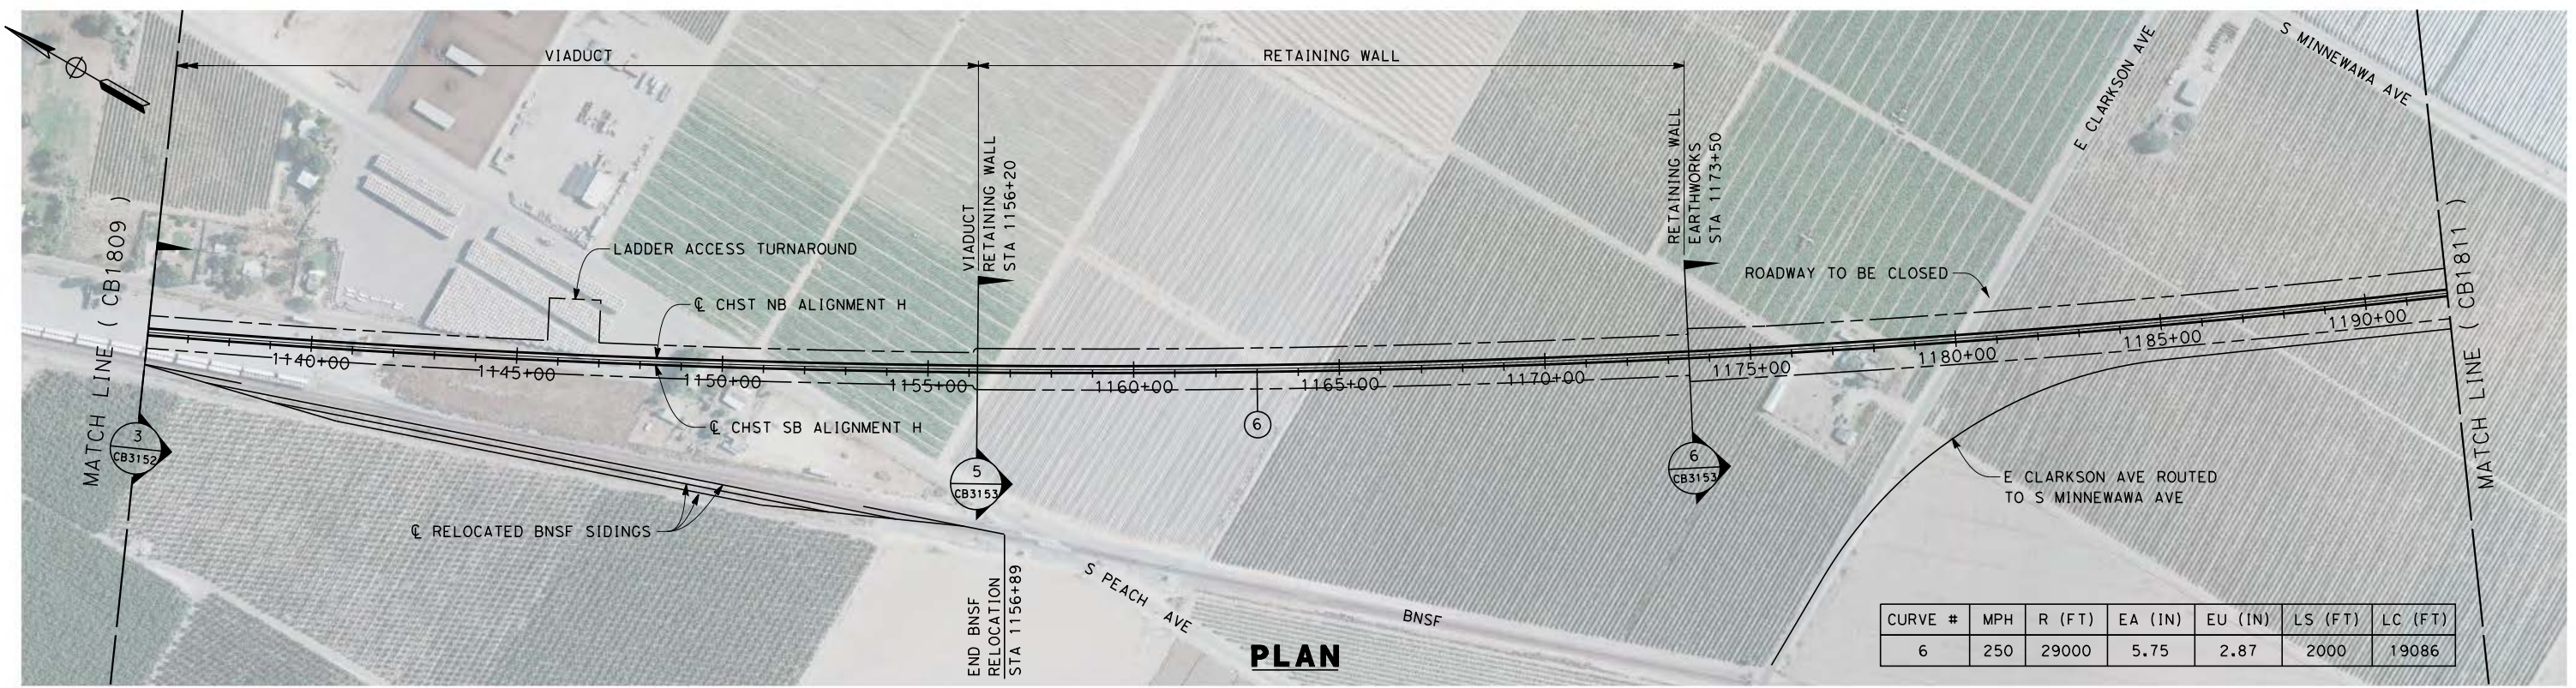 VIADUCT
RETAINING WALL
E CLARKSON AVE
S MINNEWAWA AVE
MATCH LINE ( CB1809 )
LADDER ACCESS TURNAROUND
VIADUCT
RETAINING WALL
STA 1156+20
RETAINING WALL
EARTHWORKS
STA 1173+50
ROADWAY TO BE CLOSED
MATCH LINE ( CB1811 )
℄ CHST NB ALIGNMENT H
1140+00
1145+00
1150+00
1155+00
1160+00
1165+00
1170+00
1175+00
1180+00
1185+00
1190+00
℄ CHST SB ALIGNMENT H
6
3
CB3152
5
CB3153
6
CB3153
E CLARKSON AVE ROUTED
TO S MINNEWAWA AVE
℄ RELOCATED BNSF SIDINGS
END BNSF
RELOCATION
STA 1156+89
S PEACH AVE
BNSF
PLAN
CURVE # MPH R (FT) EA (IN) EU (IN) LS (FT) LC (FT)
6 250 29000 5.75 2.87 2000 19086